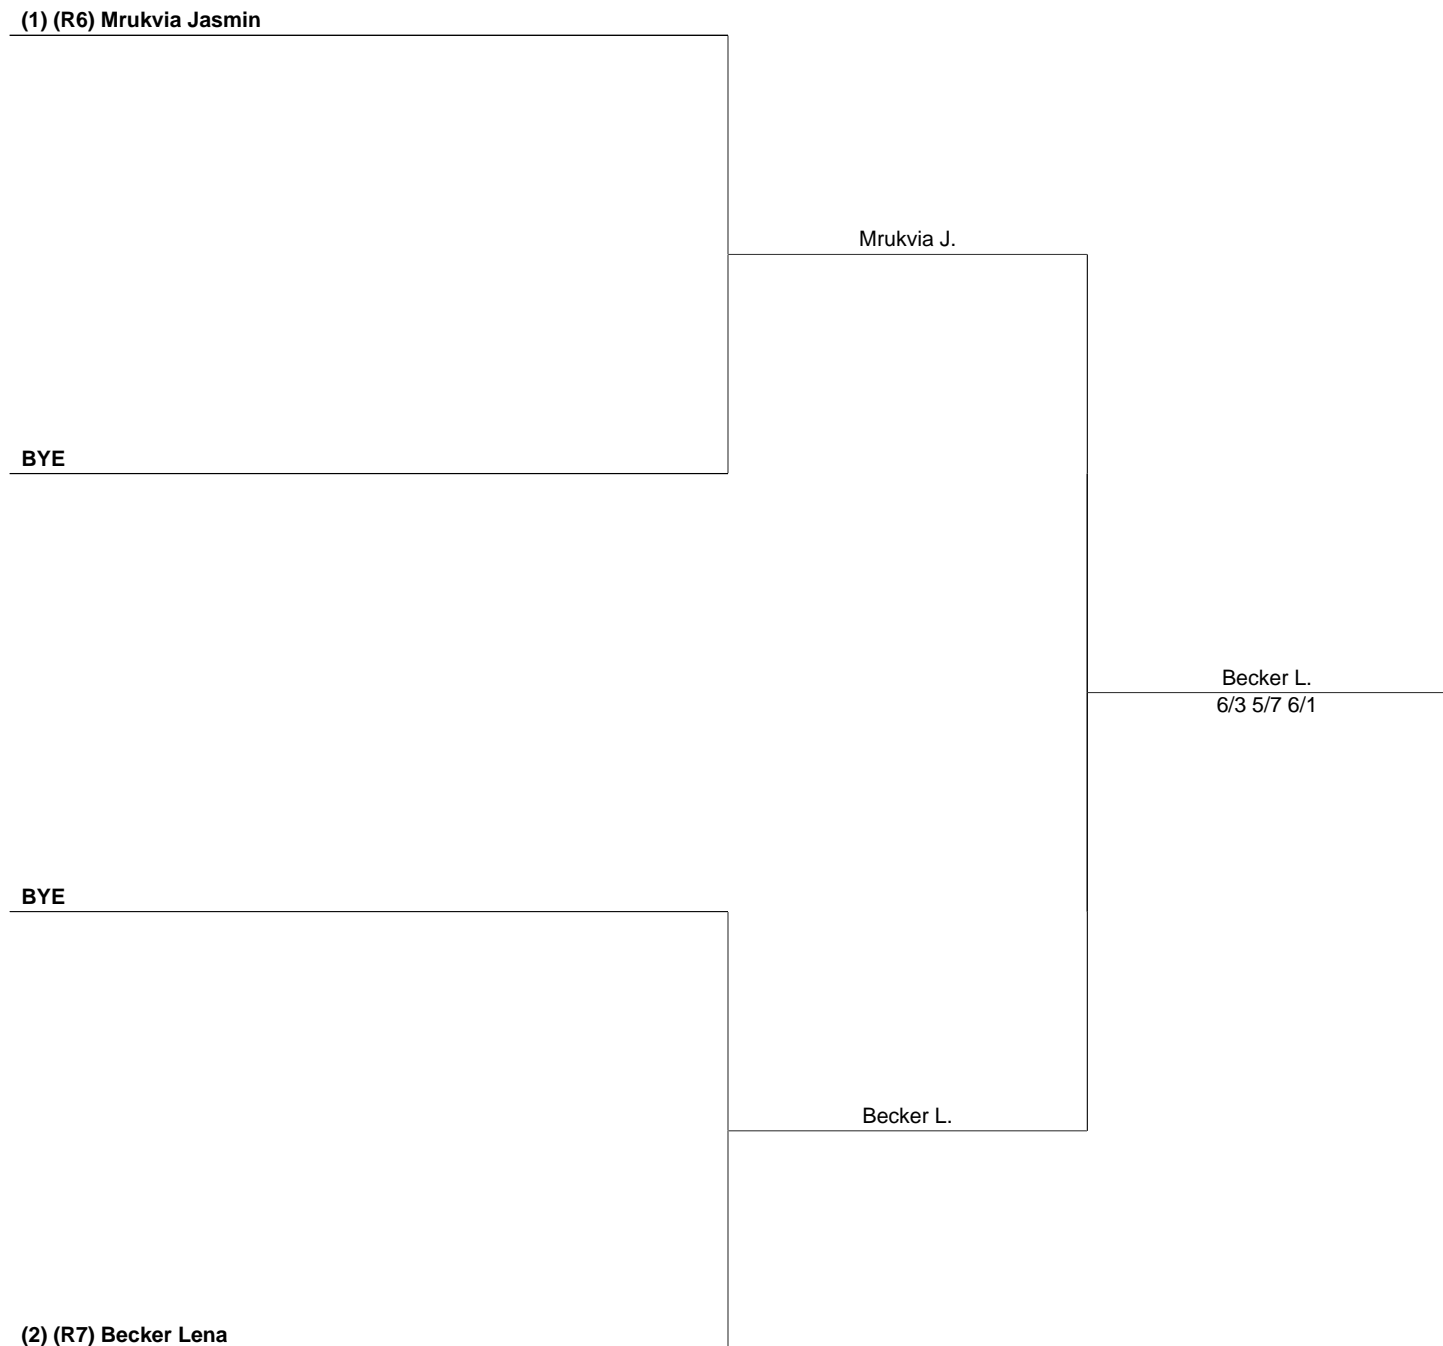 (1) (R6) Mrukvia Jasmin
Mrukvia J.
BYE
Becker L.
6/3 5/7 6/1
BYE
Becker L.
(2) (R7) Becker Lena